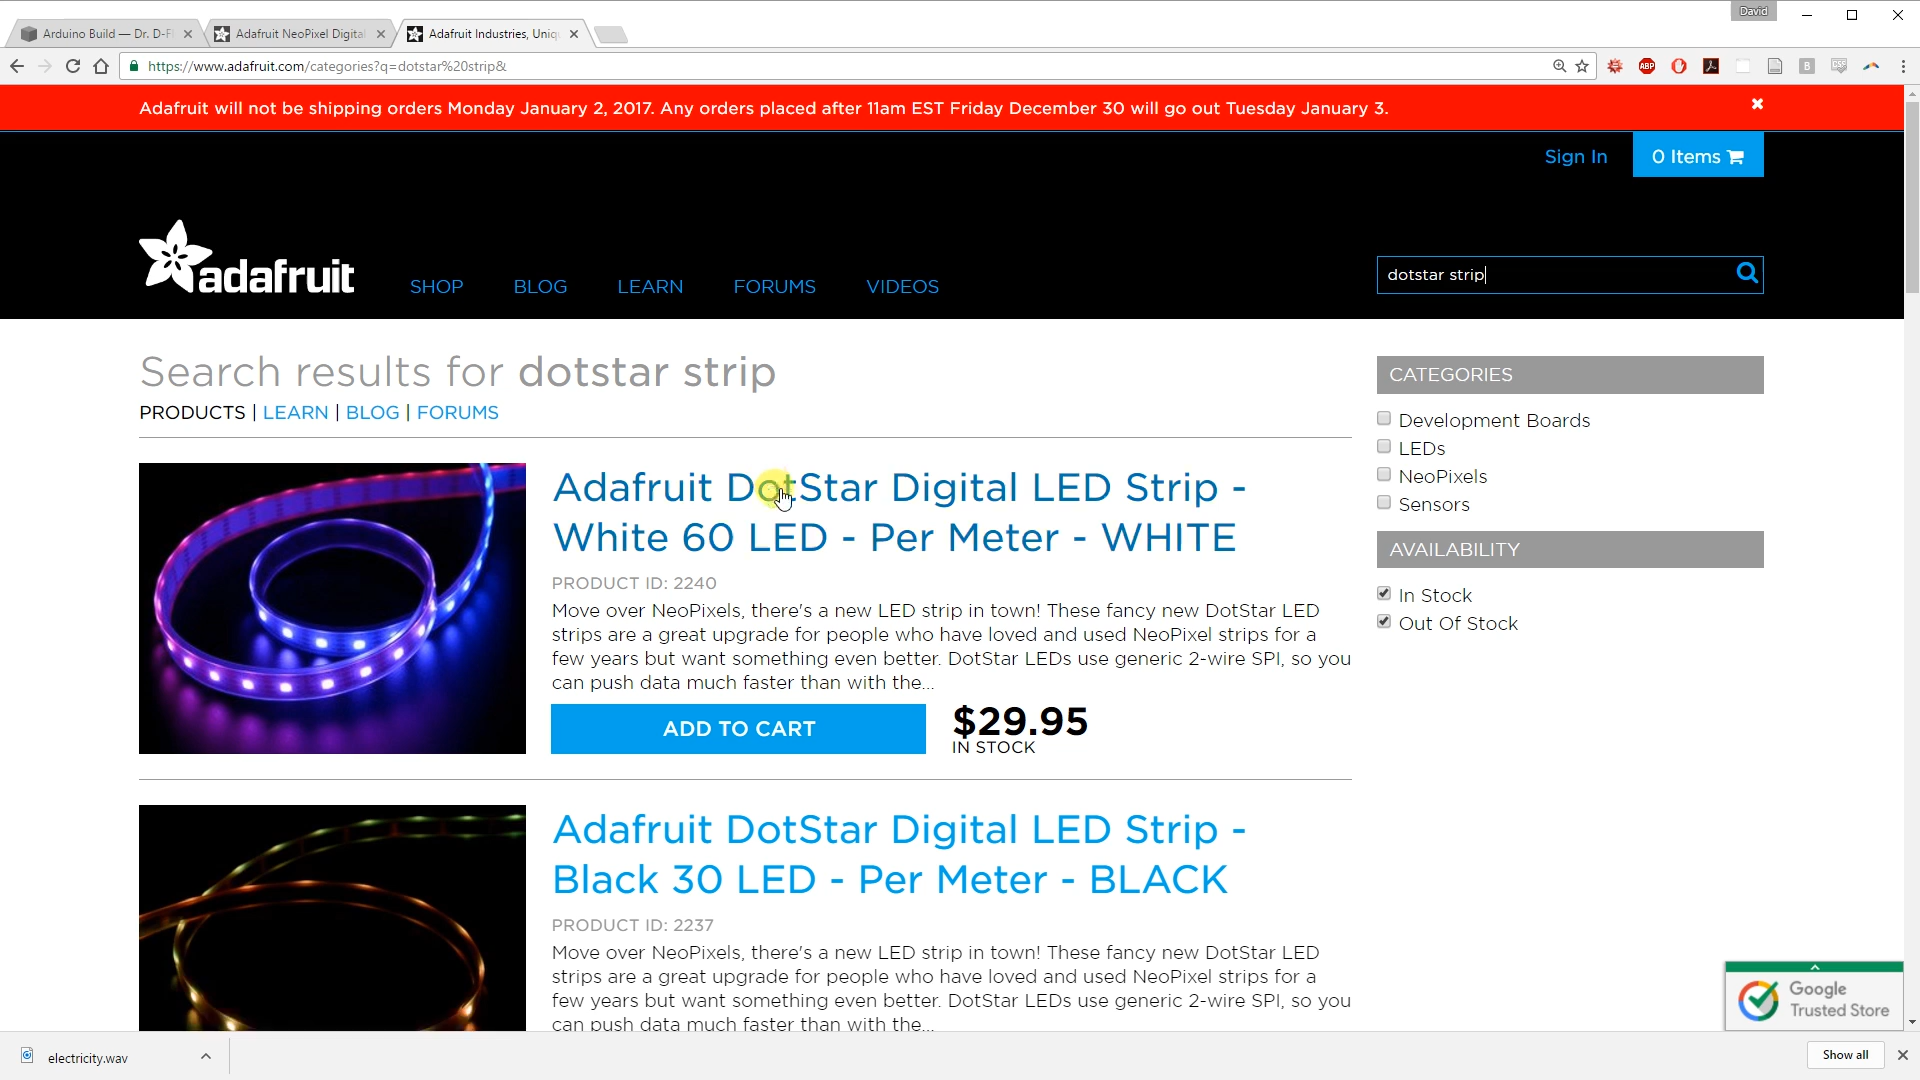 David
Arduino Build — Dr. D-Fl
Adafruit NeoPixel Digital
Adafruit Industries, Uniq
https://www.adafruit.com/categories?q=dotstar%20strip&
Adafruit will not be shipping orders Monday January 2, 2017. Any orders placed after 11am EST Friday December 30 will go out Tuesday January 3.
Sign In
0 Items
adafruit
SHOP
BLOG
LEARN
FORUMS
VIDEOS
dotstar strip
Search results for dotstar strip
PRODUCTS | LEARN | BLOG | FORUMS
Adafruit DotStar Digital LED Strip -
White 60 LED - Per Meter - WHITE
PRODUCT ID: 2240
Move over NeoPixels, there's a new LED strip in town! These fancy new DotStar LED
strips are a great upgrade for people who have loved and used NeoPixel strips for a
few years but want something even better. DotStar LEDs use generic 2-wire SPI, so you
can push data much faster than with the...
ADD TO CART
$29.95
IN STOCK
Adafruit DotStar Digital LED Strip -
Black 30 LED - Per Meter - BLACK
PRODUCT ID: 2237
Move over NeoPixels, there's a new LED strip in town! These fancy new DotStar LED
strips are a great upgrade for people who have loved and used NeoPixel strips for a
few years but want something even better. DotStar LEDs use generic 2-wire SPI, so you
can push data much faster than with the...
CATEGORIES
Development Boards
LEDs
NeoPixels
Sensors
AVAILABILITY
In Stock
Out Of Stock
Google
Trusted Store
electricity.wav
Show all